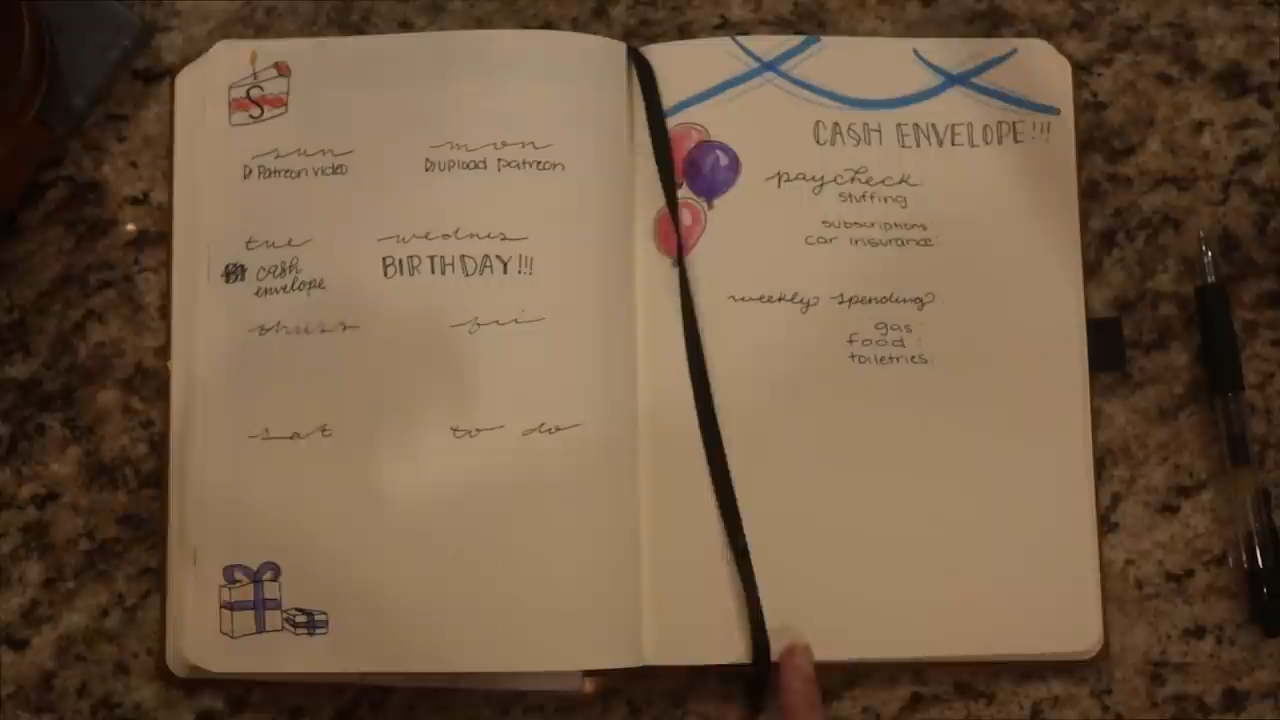 S
sun
mon
Patreon video
upload patreon
tue
wednes
cash
envelope
BIRTHDAY!!!
thurs
fri
sat
to do
CASH ENVELOPE!!!
paycheck:
stuffing
subscriptions
car insurance:
weekly spending:
gas:
food:
toiletries: